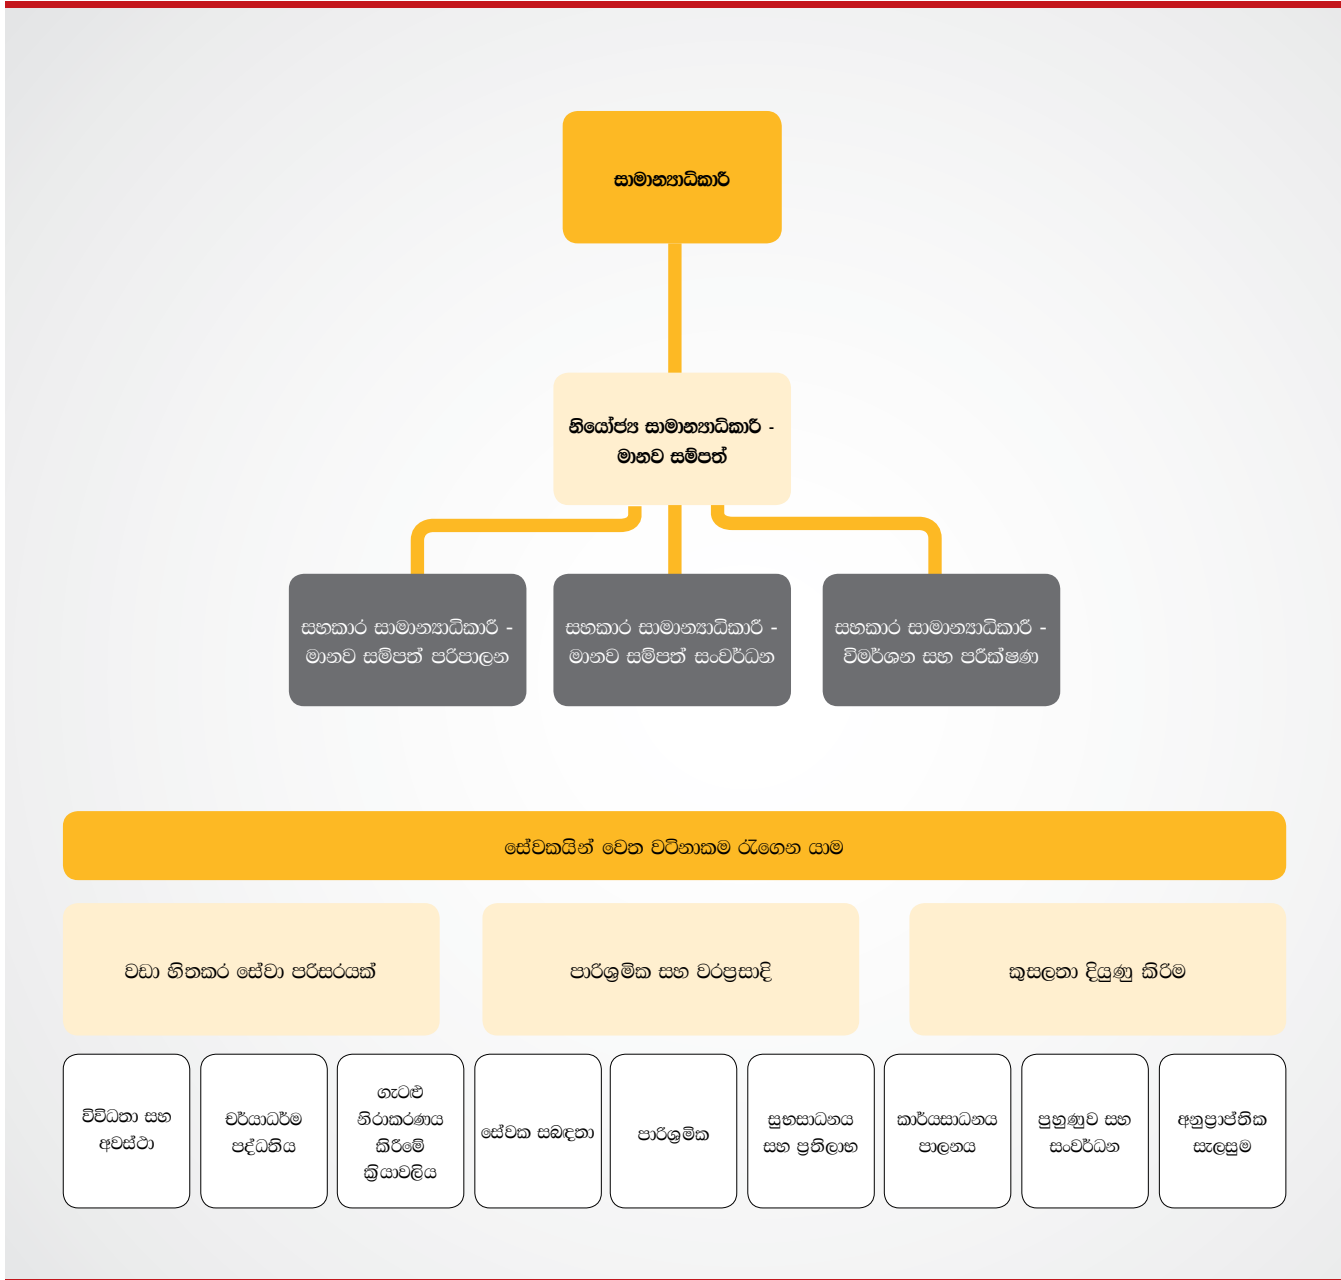 සාමාන්‍යාධිකාරී
නියෝජ්‍ය සාමාන්‍යාධිකාරී -
මානව සම්පත්
සහකාර සාමාන්‍යාධිකාරී -
මානව සම්පත් පරිපාලන
සහකාර සාමාන්‍යාධිකාරී -
මානව සම්පත් සංවර්ධන
සහකාර සාමාන්‍යාධිකාරී -
විමර්ශන සහ පරීක්ෂණ
සේවකයින් වෙත වටිනාකම රැගෙන යාම
වඩා හිතකර සේවා පරිසරයක්
පාරිශ්‍රමික සහ වරප්‍රසාදි
කුසලතා දියුණු කිරිම
විවිධතා සහ
අවස්ථා
චර්යාධර්ම
පද්ධතිය
ගැටළු
නිරාකරණය
කිරීමේ
ක්‍රියාවලිය
සේවක සබඳතා
පාරිශ්‍රමික
සුභසාධනය
සහ ප්‍රතිලාභ
කාර්යසාධනය
පාලනය
පුහුණුව සහ
සංවර්ධන
අනුප්‍රාප්තික
සැලසුම